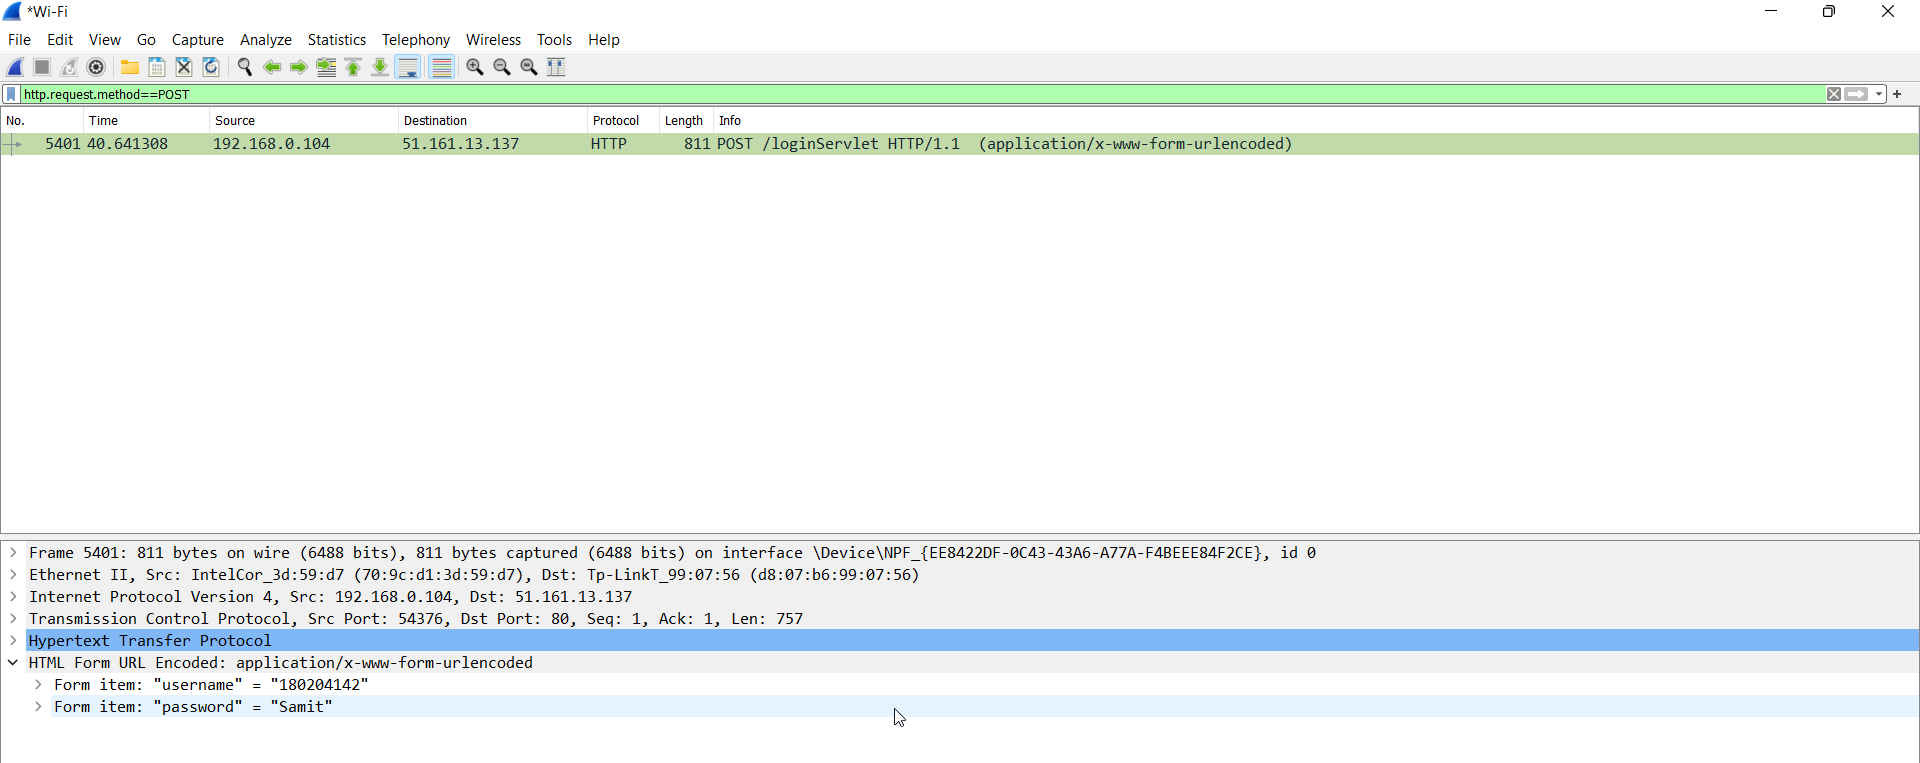 *Wi-Fi
File Edit View Go Capture Analyze Statistics Telephony Wireless Tools Help
http.request.method==POST
No. Time Source Destination Protocol Length Info
5401 40.641308 192.168.0.104 51.161.13.137 HTTP 811 POST /loginServlet HTTP/1.1 (application/x-www-form-urlencoded)
Frame 5401: 811 bytes on wire (6488 bits), 811 bytes captured (6488 bits) on interface \Device\NPF_{EE8422DF-0C43-43A6-A77A-F4BEEE84F2CE}, id 0
Ethernet II, Src: IntelCor_3d:59:d7 (70:9c:d1:3d:59:d7), Dst: Tp-LinkT_99:07:56 (d8:07:b6:99:07:56)
Internet Protocol Version 4, Src: 192.168.0.104, Dst: 51.161.13.137
Transmission Control Protocol, Src Port: 54376, Dst Port: 80, Seq: 1, Ack: 1, Len: 757
Hypertext Transfer Protocol
HTML Form URL Encoded: application/x-www-form-urlencoded
Form item: "username" = "180204142"
Form item: "password" = "Samit"